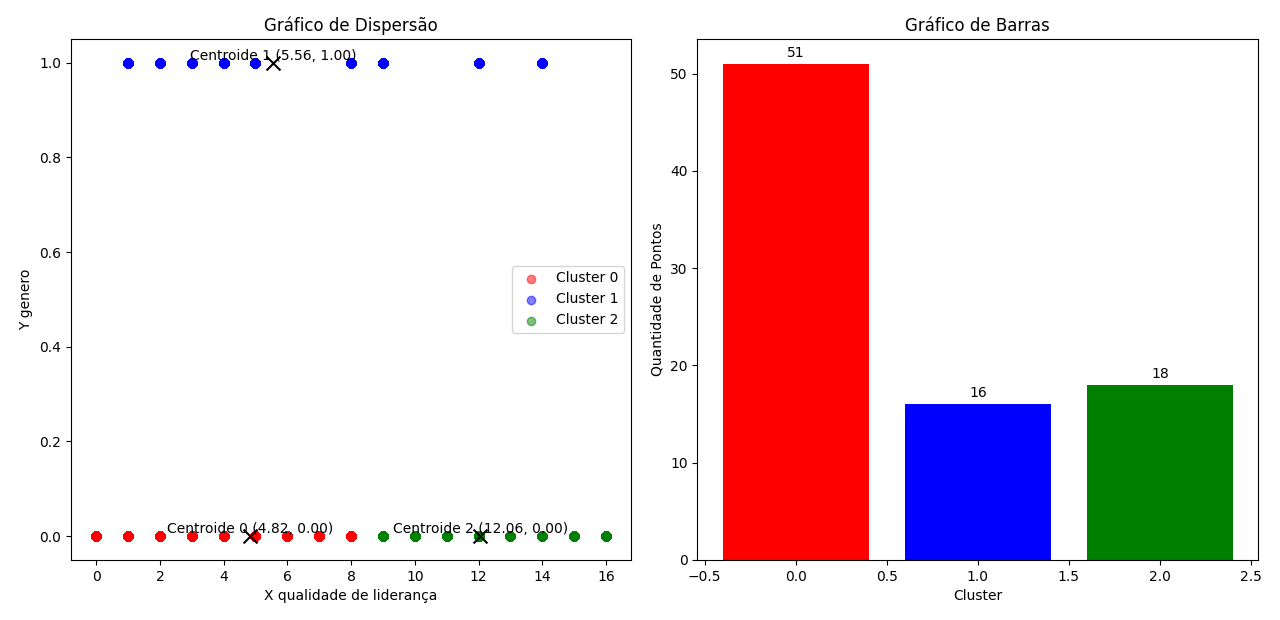 Gráfico de Dispersão
Centroide 1 (5.56, 1.00)
1.0
0.8
0.6
0.4
0.2
0.0
Y genero
Cluster 0
Cluster 1
Cluster 2
Centroide 0 (4.82, 0.00)
Centroide 2 (12.06, 0.00)
0 2 4 6 8 10 12 14 16
X qualidade de liderança
Gráfico de Barras
51
16
18
50
40
30
20
10
0
Quantidade de Pontos
−0.5 0.0 0.5 1.0 1.5 2.0 2.5
Cluster